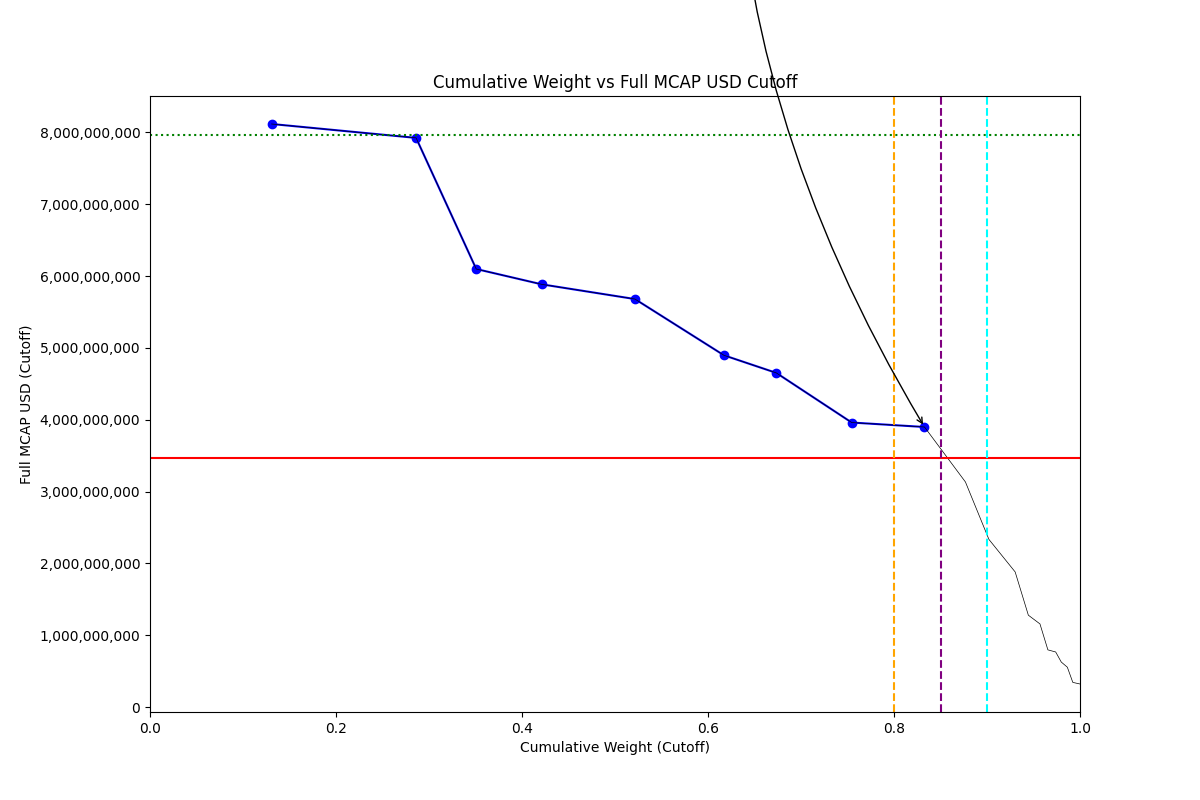 Cumulative Weight vs Full MCAP USD Cutoff
8,000,000,000
7,000,000,000
6,000,000,000
5,000,000,000
4,000,000,000
3,000,000,000
2,000,000,000
1,000,000,000
0
Full MCAP USD (Cutoff)
0.0 0.2 0.4 0.6 0.8 1.0
Cumulative Weight (Cutoff)